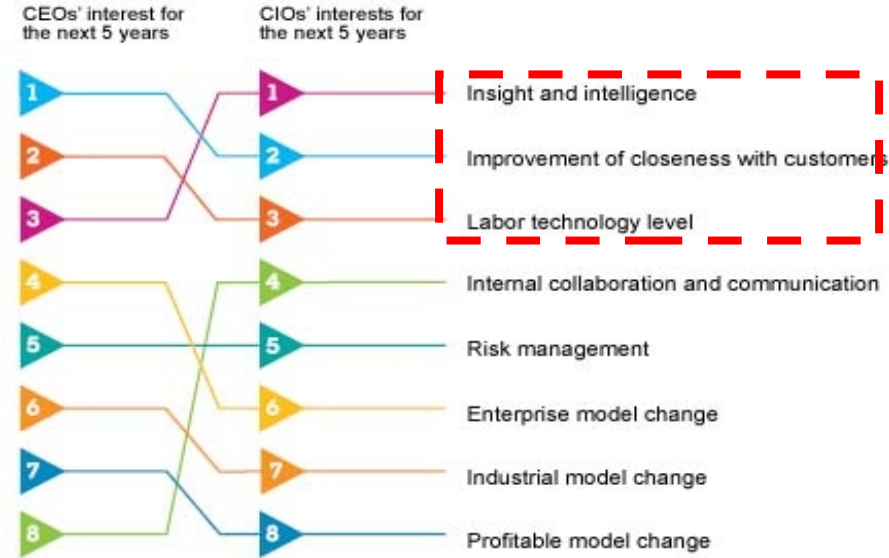 CEOs' interest for
the next 5 years
CIOs' interests for
the next 5 years
1 1 Insight and intelligence
2 2 Improvement of closeness with customers
3 3 Labor technology level
4 4 Internal collaboration and communication
5 5 Risk management
6 6 Enterprise model change
7 7 Industrial model change
8 8 Profitable model change